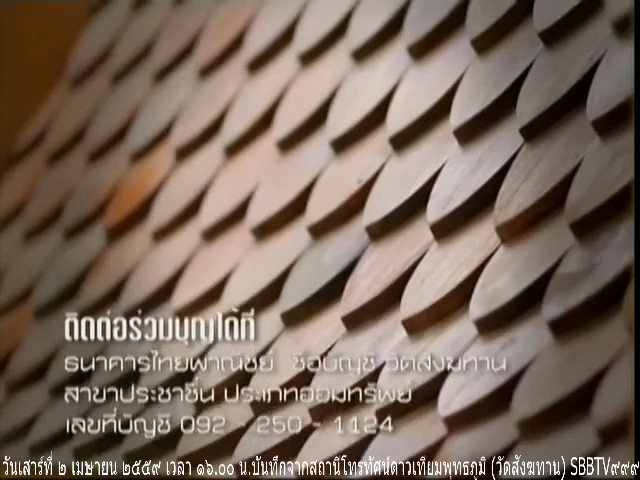 ติดต่อร่วมบุญได้ที่
ธนาคารไทยพาณิชย์ ชื่อบัญชี วัดสังฆทาน
สาขาประชาชื่น ประเภทออมทรัพย์
เลขที่บัญชี 092 - 250 - 1124
วันเสาร์ที่ ๒ เมษายน ๒๕๕๙ เวลา ๑๖.๐๐ น.บันทึกจากสถานีโทรทัศน์ดาวเทียมพุทธภูมิ (วัดสังฆทาน) SBBTV๙๙๙